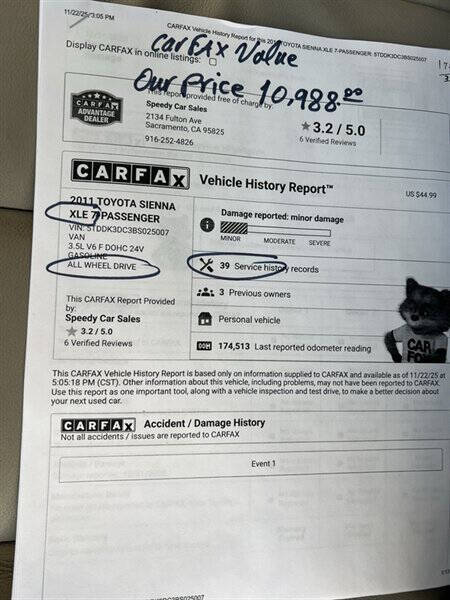 11/22/25, 3:05 PM
CARFAX Vehicle History Report for this 2011 TOYOTA SIENNA XLE 7-PASSENGER: 5TDDK3DC3BS025007
Display CARFAX in online listings:
CarFAX Value
Our Price 10,988.00
This report provided free of charge by:
CARFAX
ADVANTAGE
DEALER
Speedy Car Sales
2134 Fulton Ave
Sacramento, CA 95825
916-252-4826
3.2 / 5.0
6 Verified Reviews
CARFAX Vehicle History Report™
US $44.99
2011 TOYOTA SIENNA
XLE 7-PASSENGER
VIN: 5TDDK3DC3BS025007
VAN
3.5L V6 F DOHC 24V
GASOLINE
ALL WHEEL DRIVE
This CARFAX Report Provided
by:
Speedy Car Sales
3.2 / 5.0
6 Verified Reviews
Damage reported: minor damage
MINOR MODERATE SEVERE
39 Service history records
3 Previous owners
Personal vehicle
174,513 Last reported odometer reading
CAR
FOX
This CARFAX Report is based only on information supplied to CARFAX and available as of 11/22/25 at
5:05:18 PM (CST). Other information about this vehicle, including problems, may not have been reported to CARFAX.
Use this report as one important tool, along with a vehicle inspection and test drive, to make a better decision about
your next used car.
CARFAX Accident / Damage History
Not all accidents / issues are reported to CARFAX
Event 1